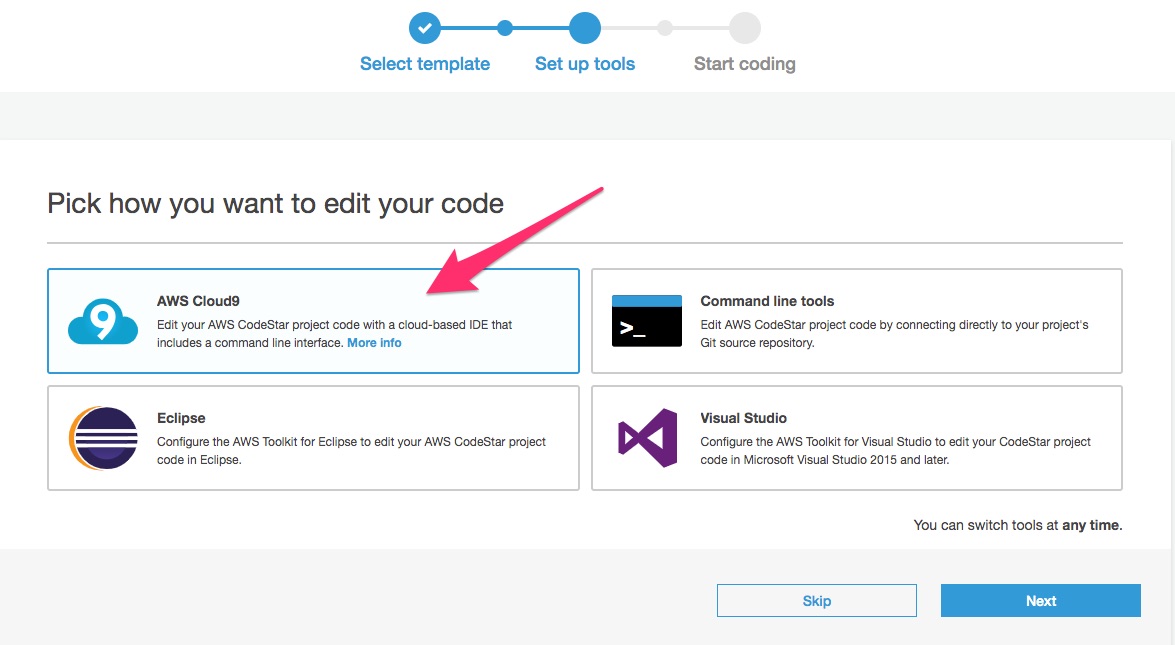 Select template
Set up tools
Start coding
Pick how you want to edit your code
9
AWS Cloud9
Edit your AWS CodeStar project code with a cloud-based IDE that
includes a command line interface. More info
>_
Command line tools
Edit AWS CodeStar project code by connecting directly to your project's
Git source repository.
Eclipse
Configure the AWS Toolkit for Eclipse to edit your AWS CodeStar project
code in Eclipse.
Visual Studio
Configure the AWS Toolkit for Visual Studio to edit your CodeStar project
code in Microsoft Visual Studio 2015 and later.
You can switch tools at any time.
Skip
Next